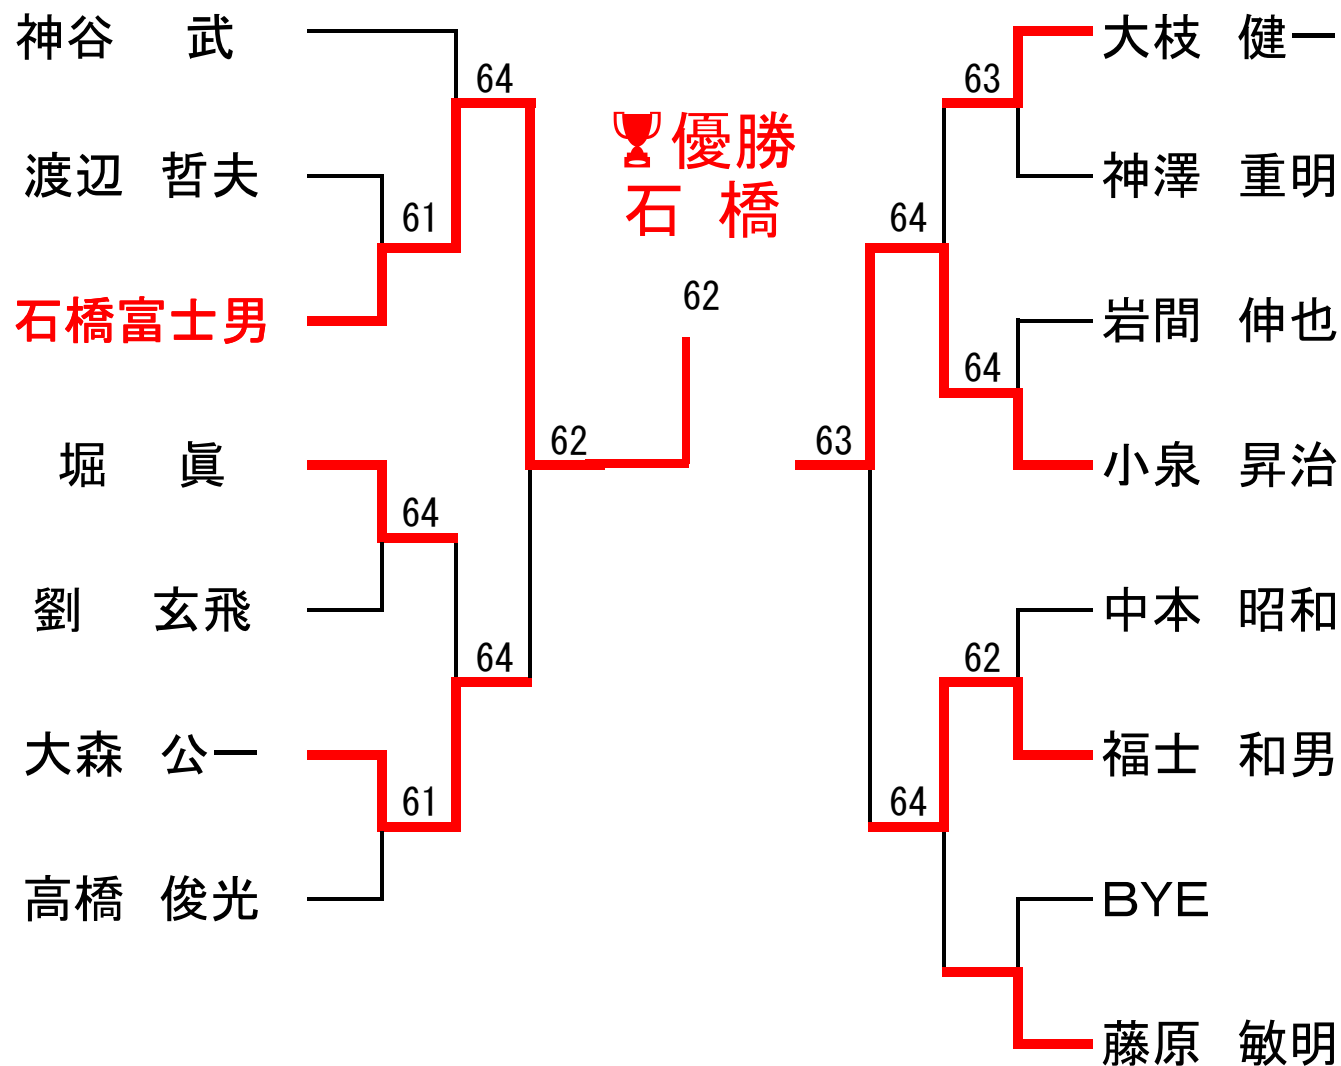 神谷 武
渡辺 哲夫
石橋富士男
堀 眞
劉 玄飛
大森 公一
高橋 俊光
64
61
64
64
61
62
優勝
石 橋
62
63
64
63
64
62
64
大枝 健一
神澤 重明
岩間 伸也
小泉 昇治
中本 昭和
福士 和男
BYE
藤原 敏明